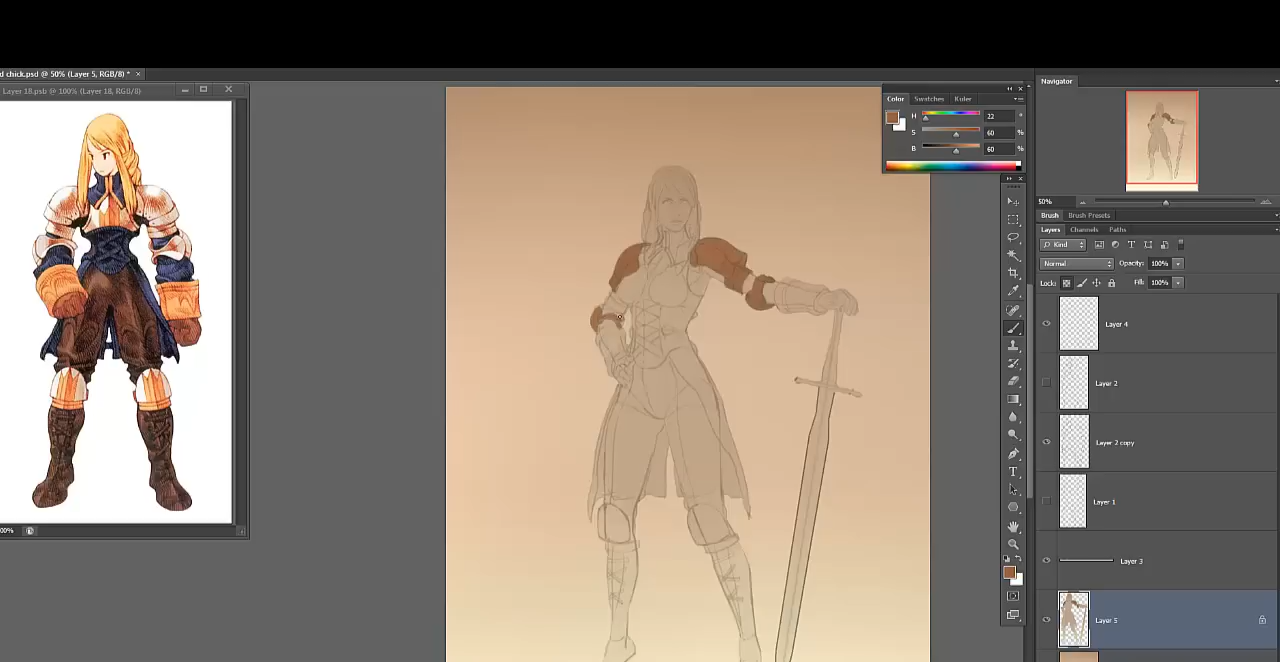 d chick.psd @ 50% (Layer 5, RGB/8) *
Layer 18.psb @ 100% (Layer 18, RGB/8)
00%
Color Swatches Kuler
H 22 °
S 60 %
B 60 %
Navigator
50%
Brush Brush Presets
Layers Channels Paths
Kind
Normal Opacity: 100%
Lock: Fill: 100%
Layer 4
Layer 2
Layer 2 copy
Layer 1
Layer 3
Layer 5